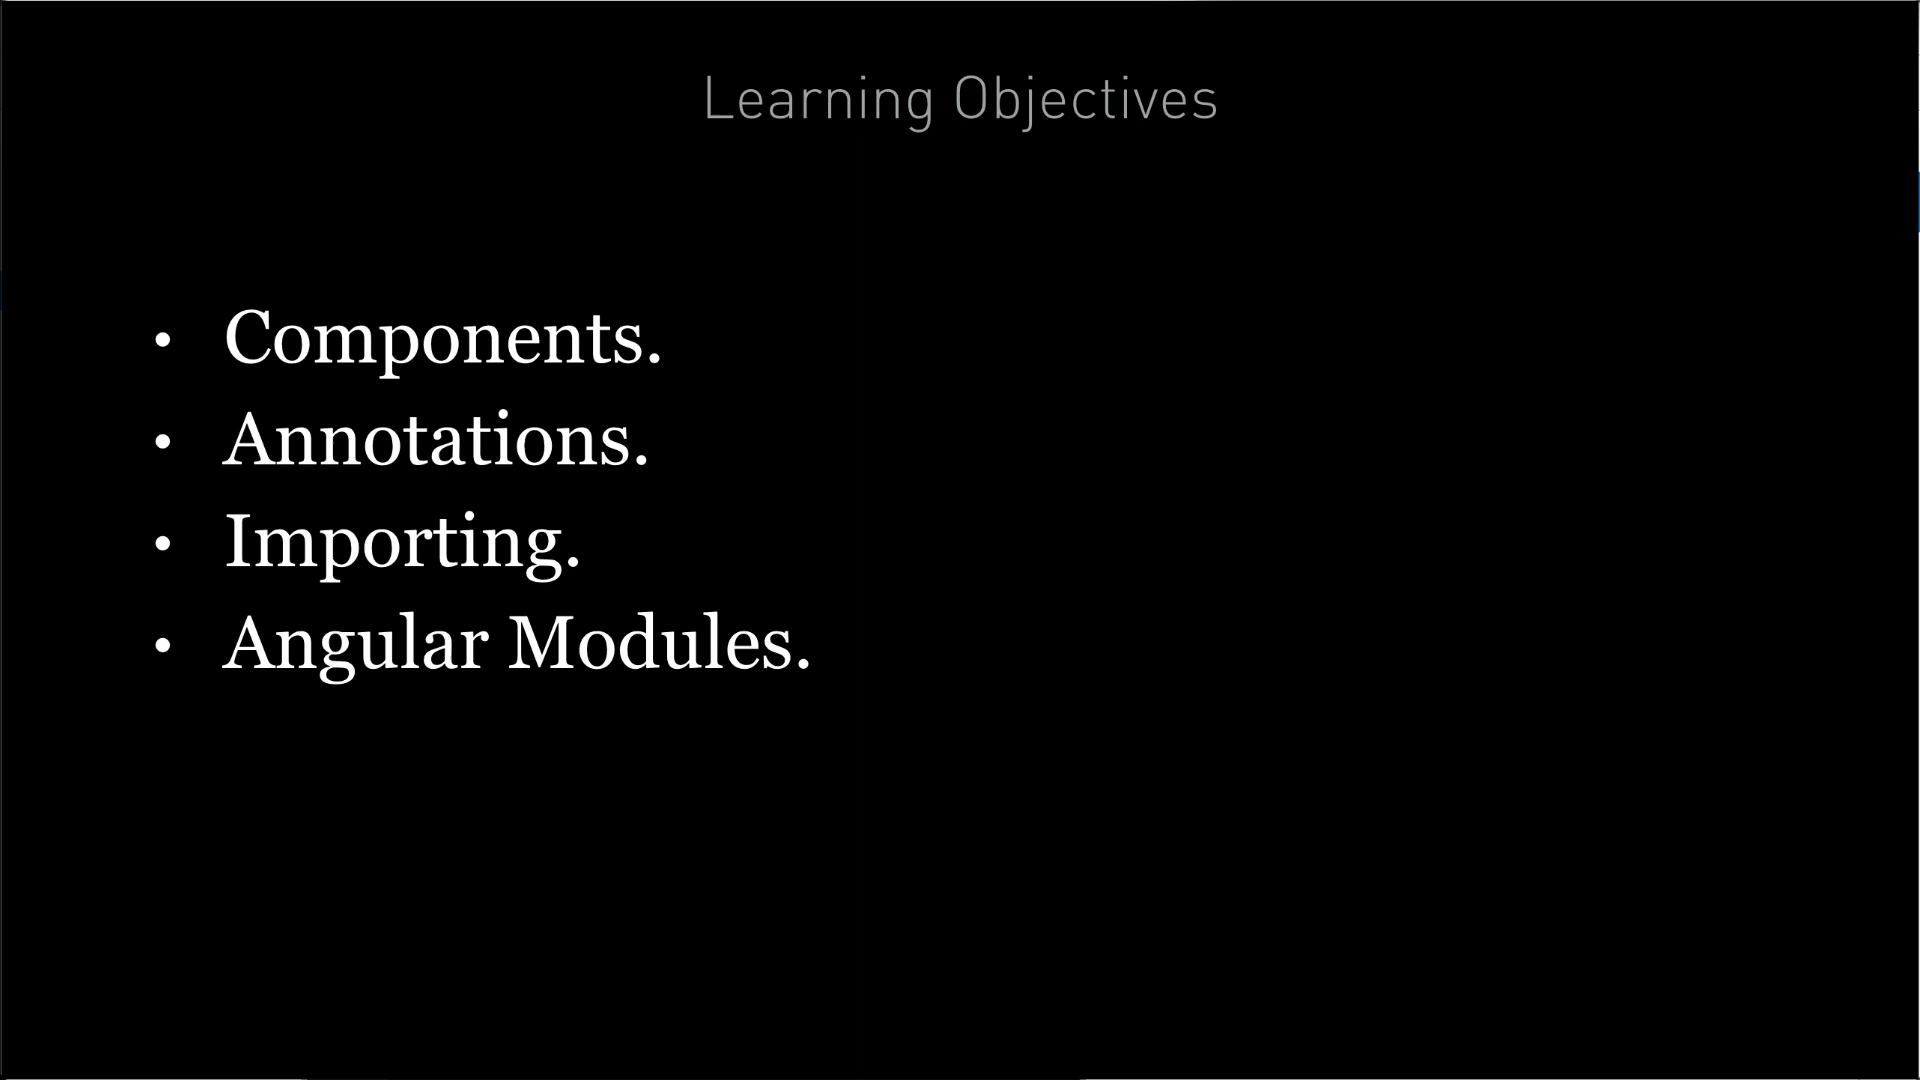 Learning Objectives
• Components.
• Annotations.
• Importing.
• Angular Modules.